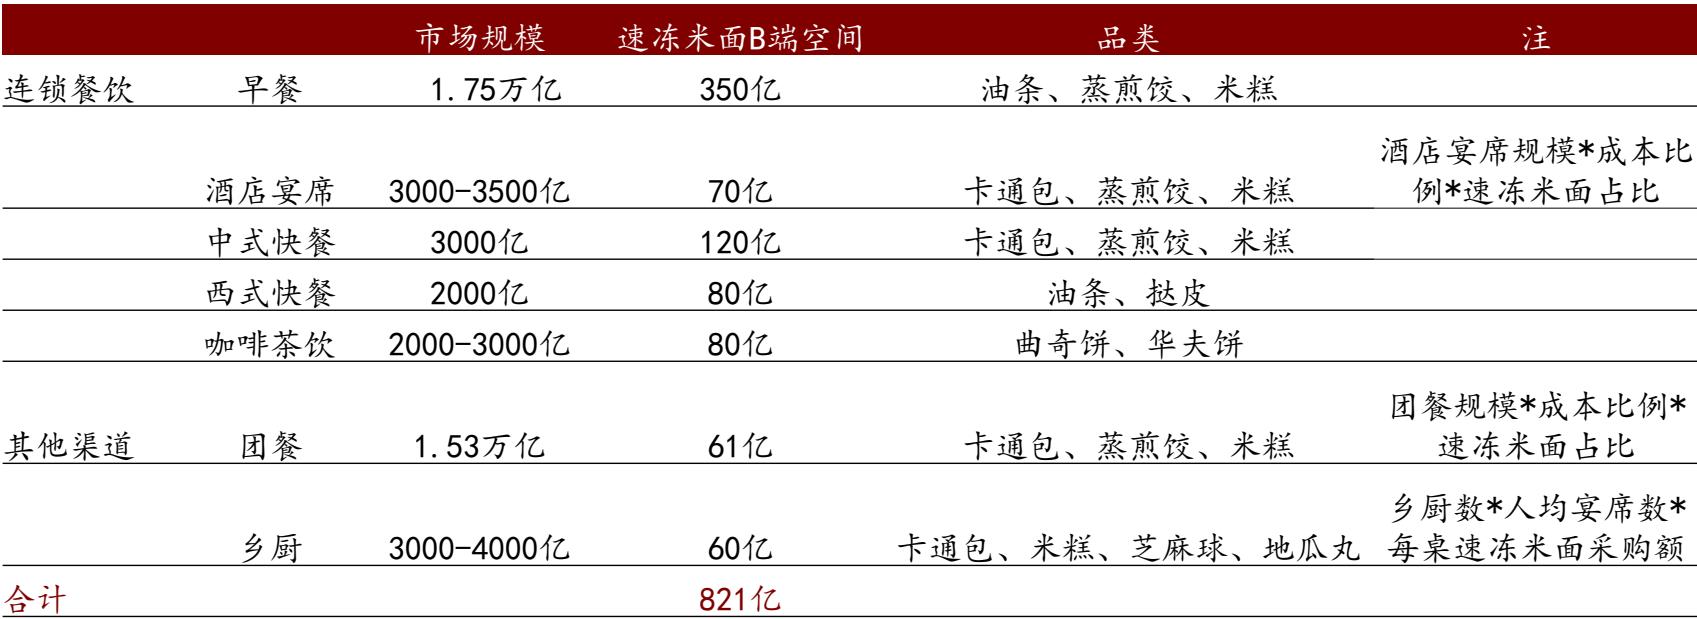 市场规模 速冻米面B端空间 品类 注
连锁餐饮 早餐 1.75万亿 350亿 油条、蒸煎饺、米糕
酒店宴席规模*成本比
酒店宴席 3000-3500亿 70亿 卡通包、蒸煎饺、米糕 例*速冻米面占比
中式快餐 3000亿 120亿 卡通包、蒸煎饺、米糕
西式快餐 2000亿 80亿 油条、挞皮
咖啡茶饮 2000-3000亿 80亿 曲奇饼、华夫饼
团餐规模*成本比例*
其他渠道 团餐 1.53万亿 61亿 卡通包、蒸煎饺、米糕 速冻米面占比
乡厨数*人均宴席数*
乡厨 3000-4000亿 60亿 卡通包、米糕、芝麻球、地瓜丸 每桌速冻米面采购额
合计 821亿